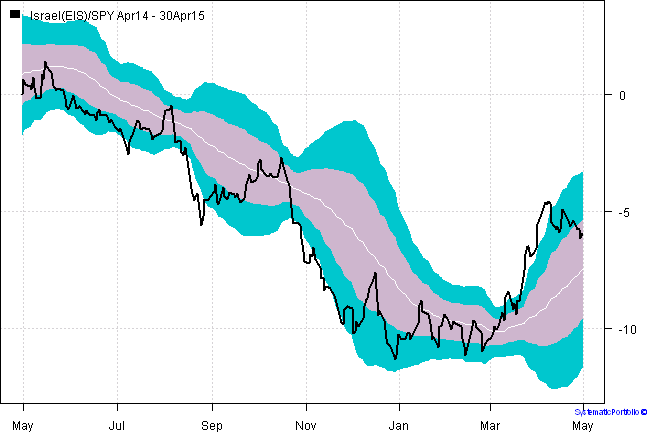 Israel(EIS)/SPY Apr14 - 30Apr15
0
-5
-10
May Jul Sep Nov Jan Mar May
SystematicPortfolio ©